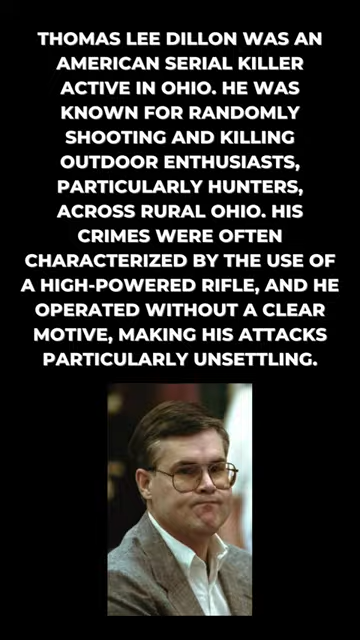 THOMAS LEE DILLON WAS AN
AMERICAN SERIAL KILLER
ACTIVE IN OHIO. HE WAS
KNOWN FOR RANDOMLY
SHOOTING AND KILLING
OUTDOOR ENTHUSIASTS,
PARTICULARLY HUNTERS,
ACROSS RURAL OHIO. HIS
CRIMES WERE OFTEN
CHARACTERIZED BY THE USE OF
A HIGH-POWERED RIFLE, AND HE
OPERATED WITHOUT A CLEAR
MOTIVE, MAKING HIS ATTACKS
PARTICULARLY UNSETTLING.